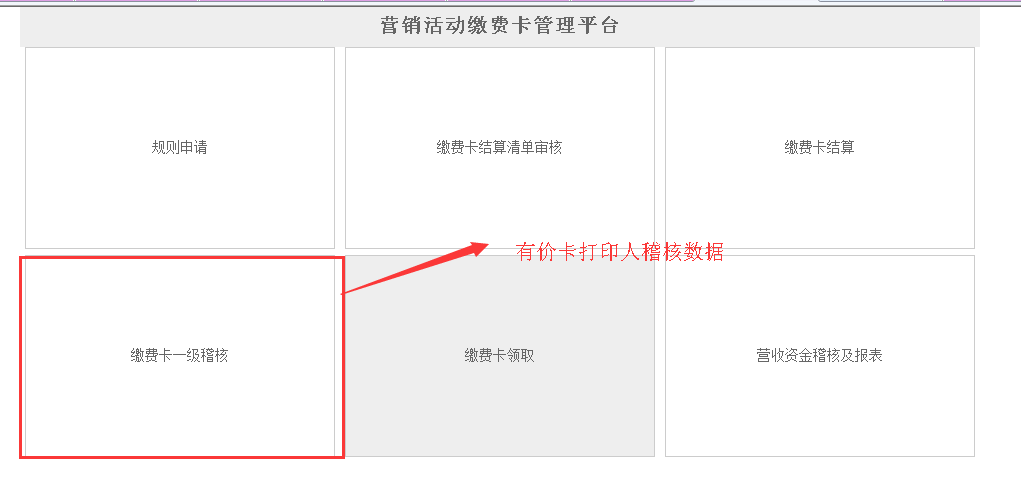 营销活动缴费卡管理平台
规则申请
缴费卡结算清单审核
缴费卡结算
有价卡打印人稽核数据
缴费卡一级稽核
缴费卡领取
营收资金稽核及报表